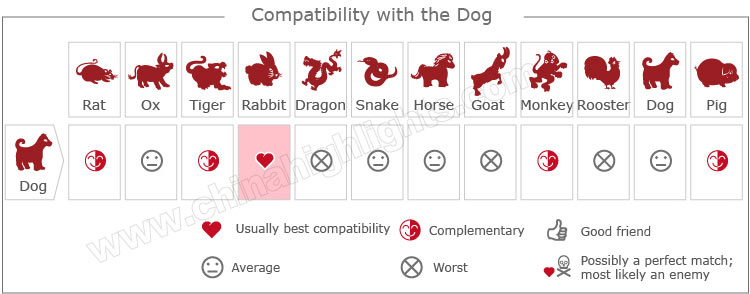 Compatibility with the Dog
Rat Ox Tiger Rabbit Dragon Snake Horse Goat Monkey Rooster Dog Pig
Dog
www.chinahighlights.com
Usually best compatibility Complementary Good friend
Average Worst Possibly a perfect match;
most likely an enemy